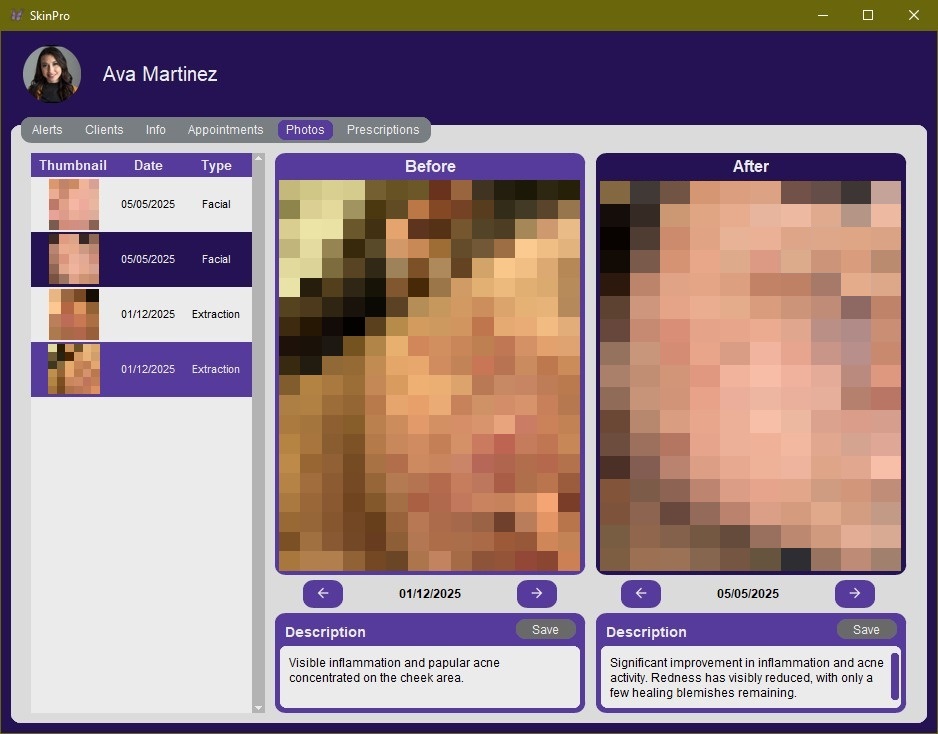 SkinPro
Ava Martinez
Alerts Clients Info Appointments Photos Prescriptions
Thumbnail Date Type
05/05/2025 Facial
05/05/2025 Facial
01/12/2025 Extraction
01/12/2025 Extraction
Before
01/12/2025
Description Save
Visible inflammation and papular acne
concentrated on the cheek area.
After
05/05/2025
Description Save
Significant improvement in inflammation and acne
activity. Redness has visibly reduced, with only a
few healing blemishes remaining.